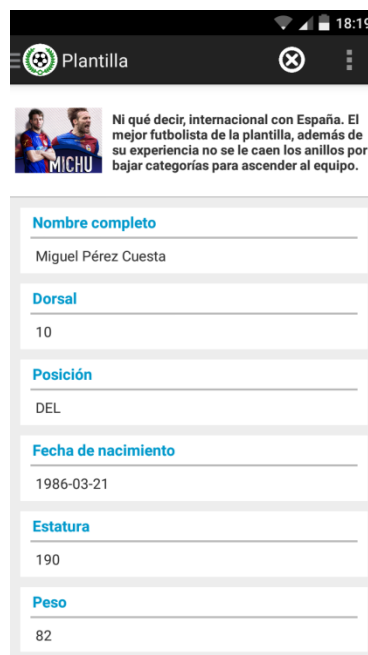 18:19
Plantilla
Ni qué decir, internacional con España. El
mejor futbolista de la plantilla, además de
su experiencia no se le caen los anillos por
bajar categorías para ascender al equipo.
MICHU
Nombre completo
Miguel Pérez Cuesta
Dorsal
10
Posición
DEL
Fecha de nacimiento
1986-03-21
Estatura
190
Peso
82